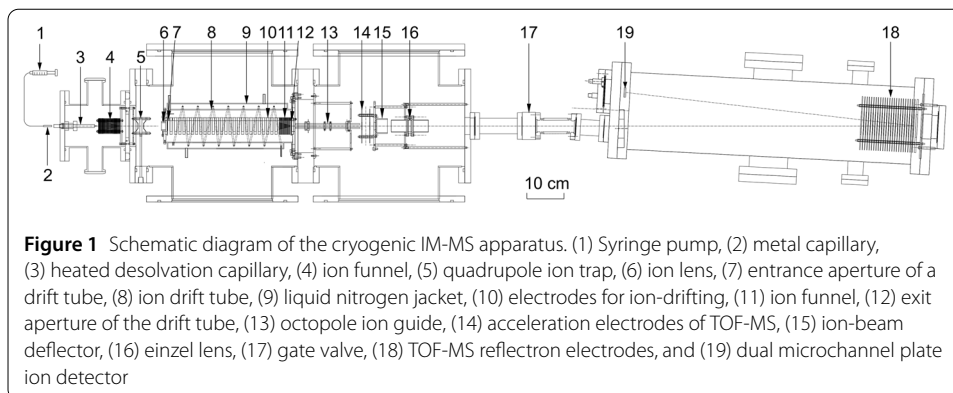 1
3
4
5
6
7
8
9
10
11
12
13
14
15
16
17
19
18
2
10 cm
Figure 1 Schematic diagram of the cryogenic IM-MS apparatus. (1) Syringe pump, (2) metal capillary,
(3) heated desolvation capillary, (4) ion funnel, (5) quadrupole ion trap, (6) ion lens, (7) entrance aperture of a
drift tube, (8) ion drift tube, (9) liquid nitrogen jacket, (10) electrodes for ion-drifting, (11) ion funnel, (12) exit
aperture of the drift tube, (13) octopole ion guide, (14) acceleration electrodes of TOF-MS, (15) ion-beam
deflector, (16) einzel lens, (17) gate valve, (18) TOF-MS reflectron electrodes, and (19) dual microchannel plate
ion detector